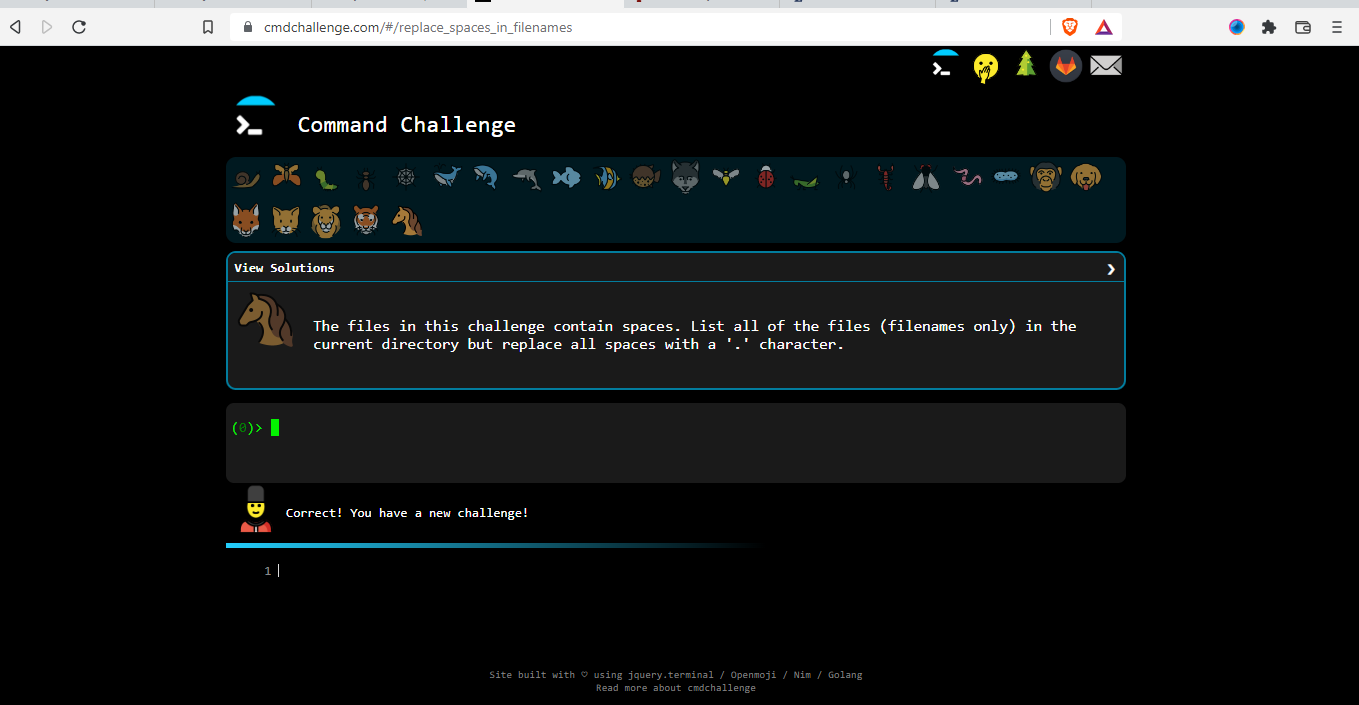 cmdchallenge.com/#/replace_spaces_in_filenames
Command Challenge
View Solutions
The files in this challenge contain spaces. List all of the files (filenames only) in the
current directory but replace all spaces with a '.' character.
(0)>
Correct! You have a new challenge!
1
Site built with ♡ using jquery.terminal / Openmoji / Nim / Golang
Read more about cmdchallenge